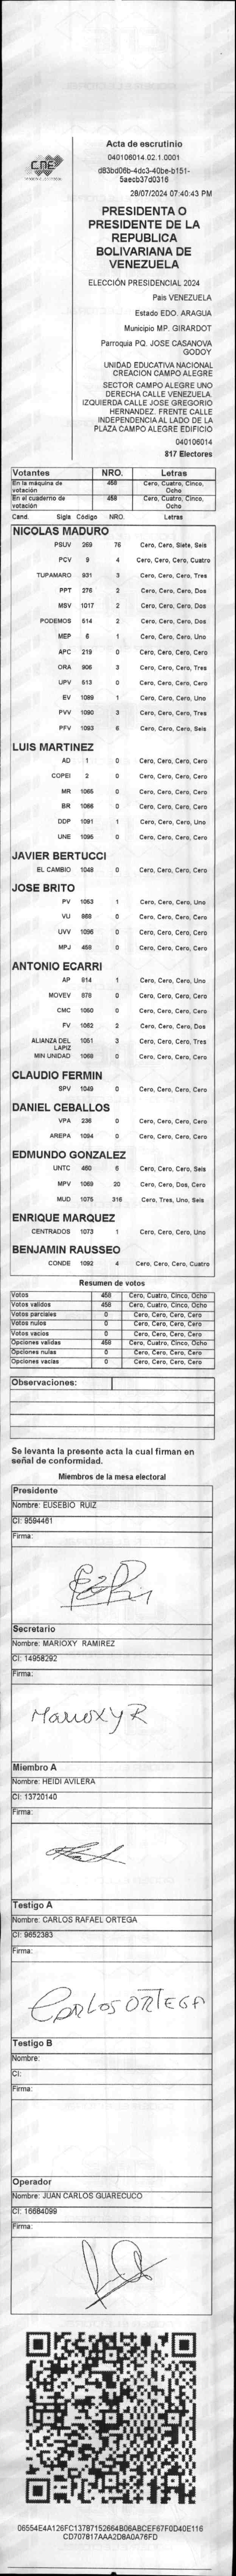 CNE
Acta de escrutinio
040106014.02.1.0001
d83bd06b-4dc3-40be-b151-
5aecb37d0316
28/07/2024 07:40:43 PM
PRESIDENTA O
PRESIDENTE DE LA
REPUBLICA
BOLIVARIANA DE
VENEZUELA
ELECCIÓN PRESIDENCIAL 2024
País VENEZUELA
Estado EDO. ARAGUA
Municipio MP. GIRARDOT
Parroquia PQ. JOSE CASANOVA
GODOY
UNIDAD EDUCATIVA NACIONAL
CREACION CAMPO ALEGRE
SECTOR CAMPO ALEGRE UNO
DERECHA CALLE VENEZUELA.
IZQUIERDA CALLE JOSE GREGORIO
HERNANDEZ. FRENTE CALLE
INDEPENDENCIA AL LADO DE LA
PLAZA CAMPO ALEGRE EDIFICIO
040106014
817 Electores
Votantes NRO. Letras
En la máquina de votación 458 Cero, Cuatro, Cinco, Ocho
En el cuaderno de votación 458 Cero, Cuatro, Cinco, Ocho
Cand. Sigla Código NRO. Letras
NICOLAS MADURO
PSUV 269 76 Cero, Cero, Siete, Seis
PCV 9 4 Cero, Cero, Cero, Cuatro
TUPAMARO 931 3 Cero, Cero, Cero, Tres
PPT 276 2 Cero, Cero, Cero, Dos
MSV 1017 2 Cero, Cero, Cero, Dos
PODEMOS 514 2 Cero, Cero, Cero, Dos
MEP 6 1 Cero, Cero, Cero, Uno
APC 219 0 Cero, Cero, Cero, Cero
ORA 906 3 Cero, Cero, Cero, Tres
UPV 513 0 Cero, Cero, Cero, Cero
EV 1089 1 Cero, Cero, Cero, Uno
PVV 1090 3 Cero, Cero, Cero, Tres
PFV 1093 6 Cero, Cero, Cero, Seis
LUIS MARTINEZ
AD 1 0 Cero, Cero, Cero, Cero
COPEI 2 0 Cero, Cero, Cero, Cero
MR 1065 0 Cero, Cero, Cero, Cero
BR 1066 0 Cero, Cero, Cero, Cero
DDP 1091 1 Cero, Cero, Cero, Uno
UNE 1095 0 Cero, Cero, Cero, Cero
JAVIER BERTUCCI
EL CAMBIO 1048 0 Cero, Cero, Cero, Cero
JOSE BRITO
PV 1053 1 Cero, Cero, Cero, Uno
VU 869 0 Cero, Cero, Cero, Cero
UVV 1096 0 Cero, Cero, Cero, Cero
MPJ 458 0 Cero, Cero, Cero, Cero
ANTONIO ECARRI
AP 914 1 Cero, Cero, Cero, Uno
MOVEV 878 0 Cero, Cero, Cero, Cero
CMC 1050 0 Cero, Cero, Cero, Cero
FV 1062 2 Cero, Cero, Cero, Dos
ALIANZA DEL LAPIZ 1051 3 Cero, Cero, Cero, Tres
MIN UNIDAD 1058 0 Cero, Cero, Cero, Cero
CLAUDIO FERMIN
SPV 1049 0 Cero, Cero, Cero, Cero
DANIEL CEBALLOS
VPA 236 0 Cero, Cero, Cero, Cero
AREPA 1094 0 Cero, Cero, Cero, Cero
EDMUNDO GONZALEZ
UNTC 460 6 Cero, Cero, Cero, Seis
MPV 1069 20 Cero, Cero, Dos, Cero
MUD 1075 316 Cero, Tres, Uno, Seis
ENRIQUE MARQUEZ
CENTRADOS 1073 1 Cero, Cero, Cero, Uno
BENJAMIN RAUSSEO
CONDE 1092 4 Cero, Cero, Cero, Cuatro
Resumen de votos
Votos 458 Cero, Cuatro, Cinco, Ocho
Votos validos 458 Cero, Cuatro, Cinco, Ocho
Votos parciales 0 Cero, Cero, Cero, Cero
Votos nulos 0 Cero, Cero, Cero, Cero
Votos vacios 0 Cero, Cero, Cero, Cero
Opciones validas 458 Cero, Cuatro, Cinco, Ocho
Opciones nulas 0 Cero, Cero, Cero, Cero
Opciones vacias 0 Cero, Cero, Cero, Cero
Observaciones:
Se levanta la presente acta la cual firman en
señal de conformidad.
Miembros de la mesa electoral
Presidente
Nombre: EUSEBIO RUIZ
CI: 9594461
Firma:
Secretario
Nombre: MARIOXY RAMIREZ
CI: 14958292
Firma:
Marioxy R
Miembro A
Nombre: HEIDI AVILERA
CI: 13720140
Firma:
Testigo A
Nombre: CARLOS RAFAEL ORTEGA
CI: 9652383
Firma:
CARLOS ORTEGA
Testigo B
Nombre:
CI:
Firma:
Operador
Nombre: JUAN CARLOS GUARECUCO
CI: 16684099
Firma:
06554E4A126FC13787152664B06ABCEF67F0D40E116
CD707817AAA2D8A0A76FD